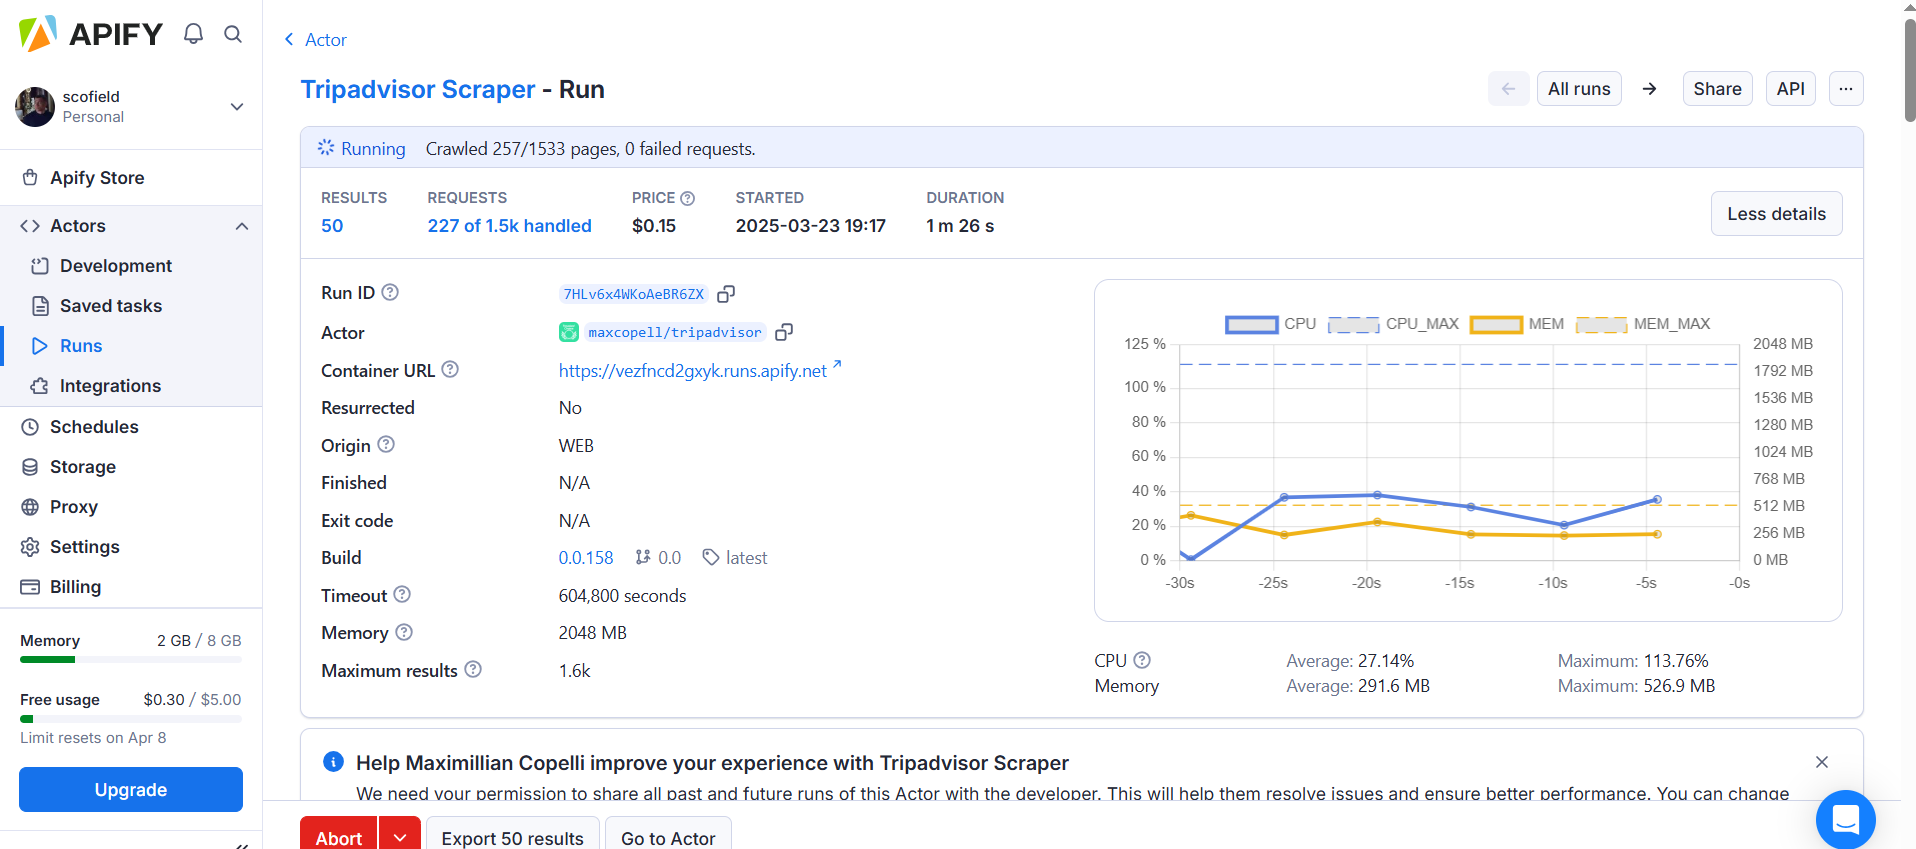 APIFY
scofield
Personal
Apify Store
Actors
Development
Saved tasks
Runs
Integrations
Schedules
Storage
Proxy
Settings
Billing
Memory 2 GB / 8 GB
Free usage $0.30 / $5.00
Limit resets on Apr 8
Upgrade
Actor
Tripadvisor Scraper - Run
All runs
Share
API
...
Running Crawled 257/1533 pages, 0 failed requests.
RESULTS REQUESTS PRICE STARTED DURATION
50 227 of 1.5k handled $0.15 2025-03-23 19:17 1 m 26 s
Less details
Run ID 7HLv6x4WKoAeBR6ZX
Actor maxcopell/tripadvisor
Container URL https://vezfncd2gxyk.runs.apify.net
Resurrected No
Origin WEB
Finished N/A
Exit code N/A
Build 0.0.158 0.0 latest
Timeout 604,800 seconds
Memory 2048 MB
Maximum results 1.6k
CPU CPU_MAX MEM MEM_MAX
125 % 2048 MB
1792 MB
100 % 1536 MB
80 % 1280 MB
60 % 1024 MB
768 MB
40 % 512 MB
20 % 256 MB
0 % 0 MB
-30s -25s -20s -15s -10s -5s -0s
CPU Average: 27.14% Maximum: 113.76%
Memory Average: 291.6 MB Maximum: 526.9 MB
Help Maximillian Copelli improve your experience with Tripadvisor Scraper
We need your permission to share all past and future runs of this Actor with the developer. This will help them resolve issues and ensure better performance. You can change
Abort
Export 50 results
Go to Actor